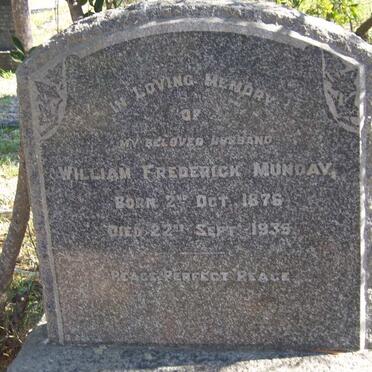 IN LOVING MEMORY
OF
MY BELOVED HUSBAND
WILLIAM FREDERICK MUNDAY,
BORN 2ND OCT. 1876
DIED 22ND SEPT. 1935
PEACE, PERFECT PEACE